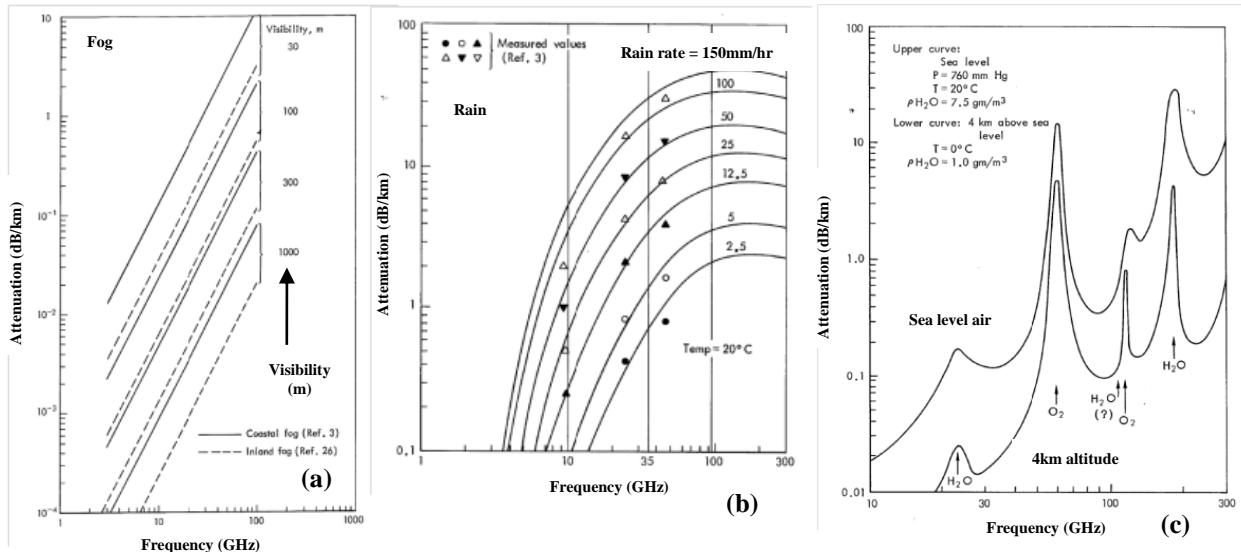 Fog
Visibility, m
30
100
300
1000
Visibility
(m)
Coastal fog (Ref. 3)
Inland fog (Ref. 26)
(a)
10
1
10⁻¹
10⁻²
10⁻³
10⁻⁴
1
10
100
1000
Attenuation (dB/km)
Frequency (GHz)
(b)
Measured values
(Ref. 3)
Rain rate = 150mm/hr
Rain
100
50
25
12.5
5
2.5
Temp = 20°C
100
10
1
0,1
1
10
35
100
300
Attenuation (dB/km)
Frequency (GHz)
Upper curve:
Sea level
P = 760 mm Hg
T = 20°C
ρH₂O = 7.5 gm/m³
Lower curve: 4 km above sea
level
T = 0°C
ρH₂O = 1.0 gm/m³
Sea level air
H₂O
O₂
H₂O
(?)
O₂
H₂O
4km altitude
100
10
1.0
0.1
0.01
10
30
100
300
Attenuation (dB/km)
Frequency (GHz)
(c)